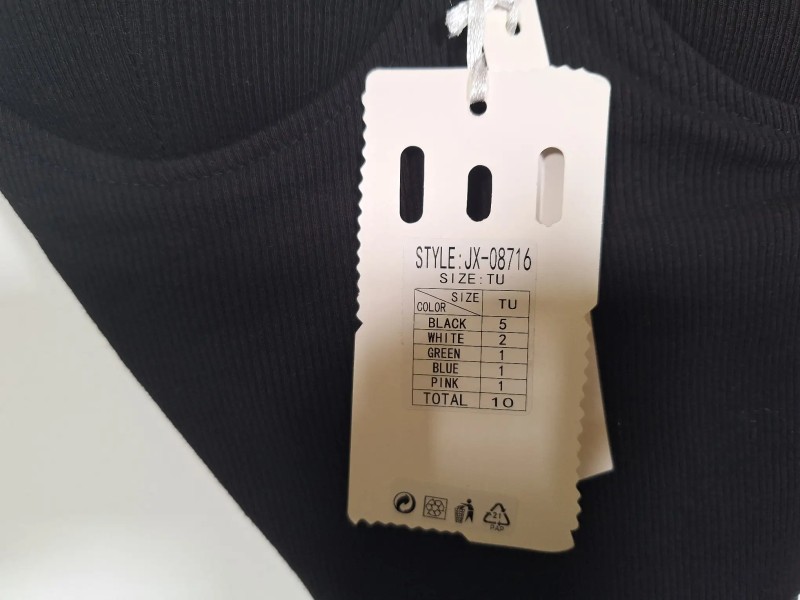 STYLE:JX-08716
SIZE:TU
SIZE TU
COLOR
BLACK 5
WHITE 2
GREEN 1
BLUE 1
PINK 1
TOTAL 10
21